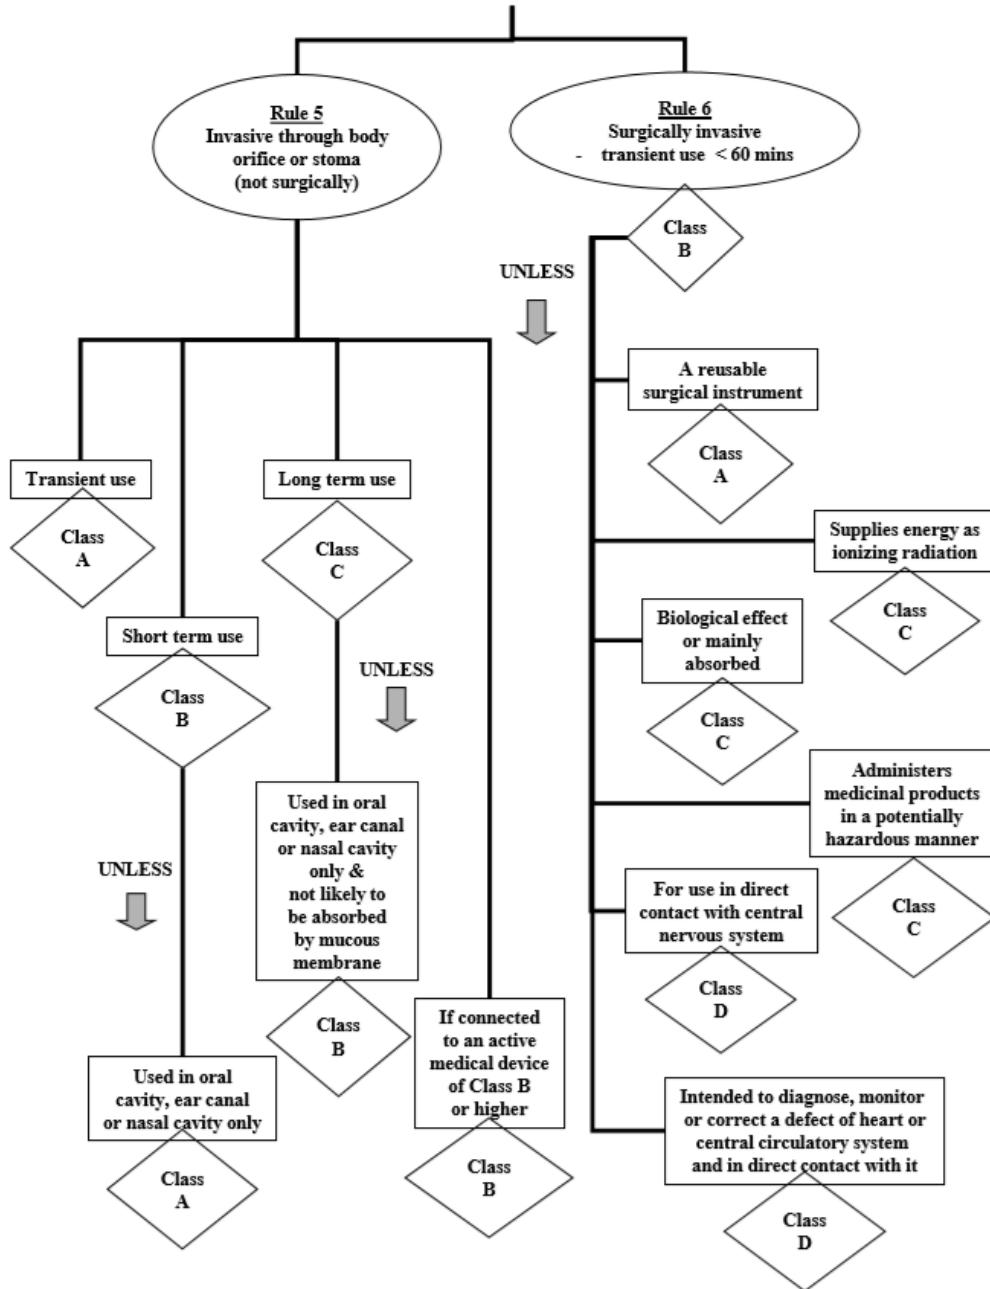 Rule 5
Invasive through body
orifice or stoma
(not surgically)
Rule 6
Surgically invasive
- transient use < 60 mins
Class
B
UNLESS
A reusable
surgical instrument
Class
A
Transient use
Class
A
Long term use
Class
C
Supplies energy as
ionizing radiation
Class
C
Short term use
Class
B
Biological effect
or mainly
absorbed
Class
C
UNLESS
Used in oral
cavity, ear canal
or nasal cavity
only &
not likely to
be absorbed
by mucous
membrane
Class
B
Administers
medicinal products
in a potentially
hazardous manner
Class
C
UNLESS
For use in direct
contact with central
nervous system
Class
D
If connected
to an active
medical device
of Class B
or higher
Class
B
Used in oral
cavity, ear canal
or nasal cavity only
Class
A
Intended to diagnose, monitor
or correct a defect of heart or
central circulatory system
and in direct contact with it
Class
D